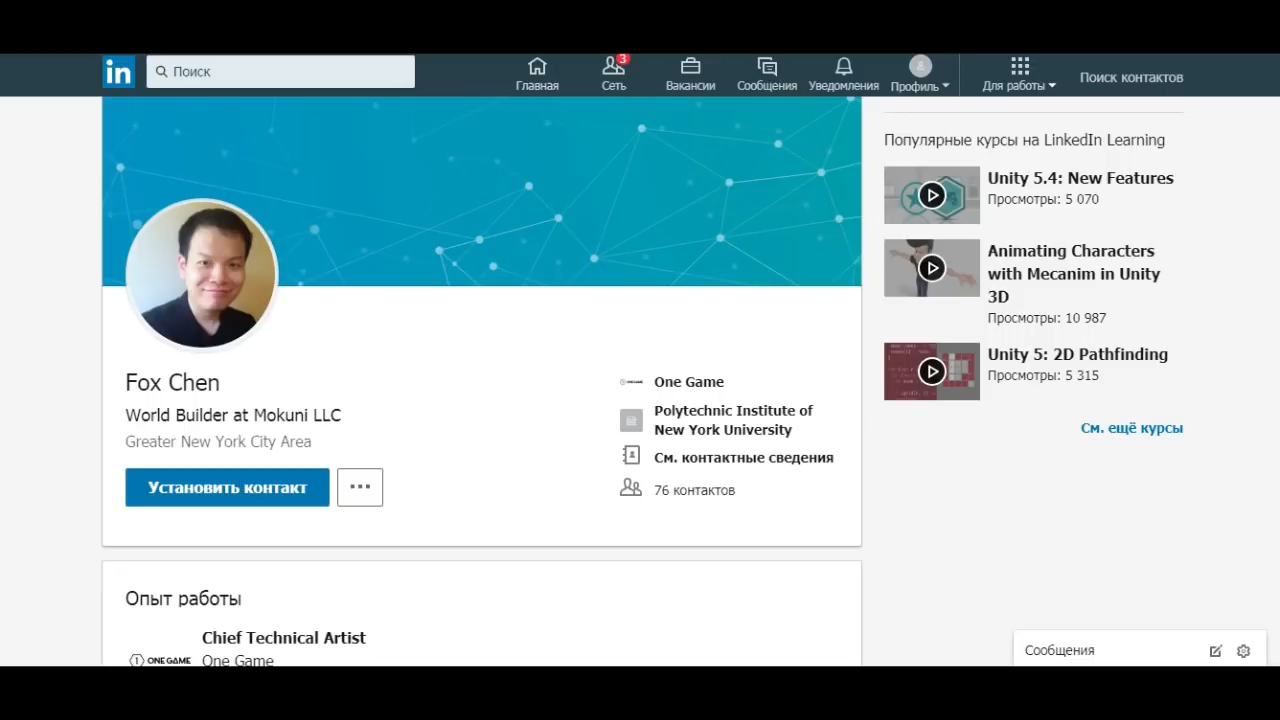 in
Поиск
Главная
3
Сеть
Вакансии
Сообщения
Уведомления
Профиль
Для работы
Поиск контактов
Fox Chen
World Builder at Mokuni LLC
Greater New York City Area
Установить контакт
One Game
Polytechnic Institute of
New York University
См. контактные сведения
76 контактов
Опыт работы
Chief Technical Artist
ONE GAME
One Game
Популярные курсы на LinkedIn Learning
Unity 5.4: New Features
Просмотры: 5 070
Animating Characters
with Mecanim in Unity
3D
Просмотры: 10 987
Unity 5: 2D Pathfinding
Просмотры: 5 315
См. ещё курсы
Сообщения